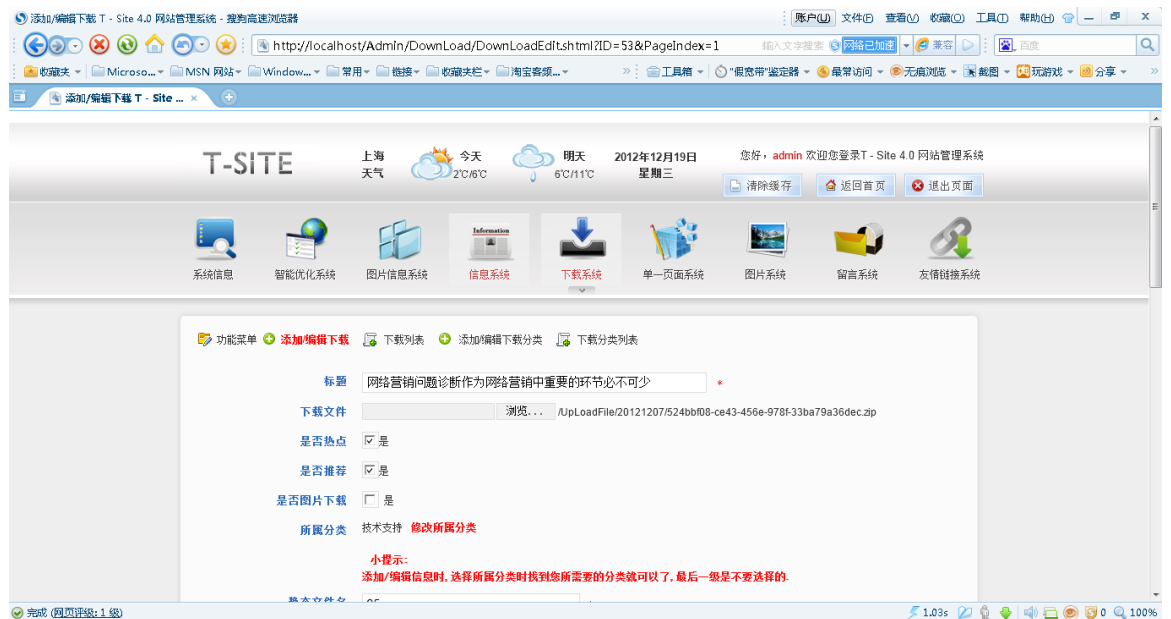 添加/编辑下载 T - Site 4.0 网站管理系统 - 搜狗高速浏览器
账户(U) 文件(F) 查看(V) 收藏(O) 工具(T) 帮助(H)
http://localhost/Admin/DownLoad/DownLoadEdit.shtml?ID=53&PageIndex=1 输入文字搜索 网络已加速 兼容 百度
收藏夹 Microso... MSN 网站 Window... 常用 链接 收藏夹栏 淘宝客频... 工具箱 "假宽带"鉴定器 最常访问 无痕浏览 截图 玩游戏 分享
添加/编辑下载 T - Site ...
T-SITE
上海 今天 明天 2012年12月19日
天气 2℃/6℃ 6℃/11℃ 星期三
您好，admin 欢迎您登录T - Site 4.0 网站管理系统
清除缓存 返回首页 退出页面
Information
系统信息 智能优化系统 图片信息系统 信息系统 下载系统 单一页面系统 图片系统 留言系统 友情链接系统
功能菜单 添加/编辑下载 下载列表 添加/编辑下载分类 下载分类列表
标题 网络营销问题诊断作为网络营销中重要的环节必不可少 *
下载文件 浏览... /UpLoadFile/20121207/524bbf08-ce43-456e-978f-33ba79a36dec.zip
是否热点 是
是否推荐 是
是否图片下载 是
所属分类 技术支持 修改所属分类
小提示:
添加/编辑信息时,选择所属分类时找到您所需要的分类就可以了,最后一级是不要选择的.
静态文件名
完成 (网页评级: 1 级) 1.03s 0 100%